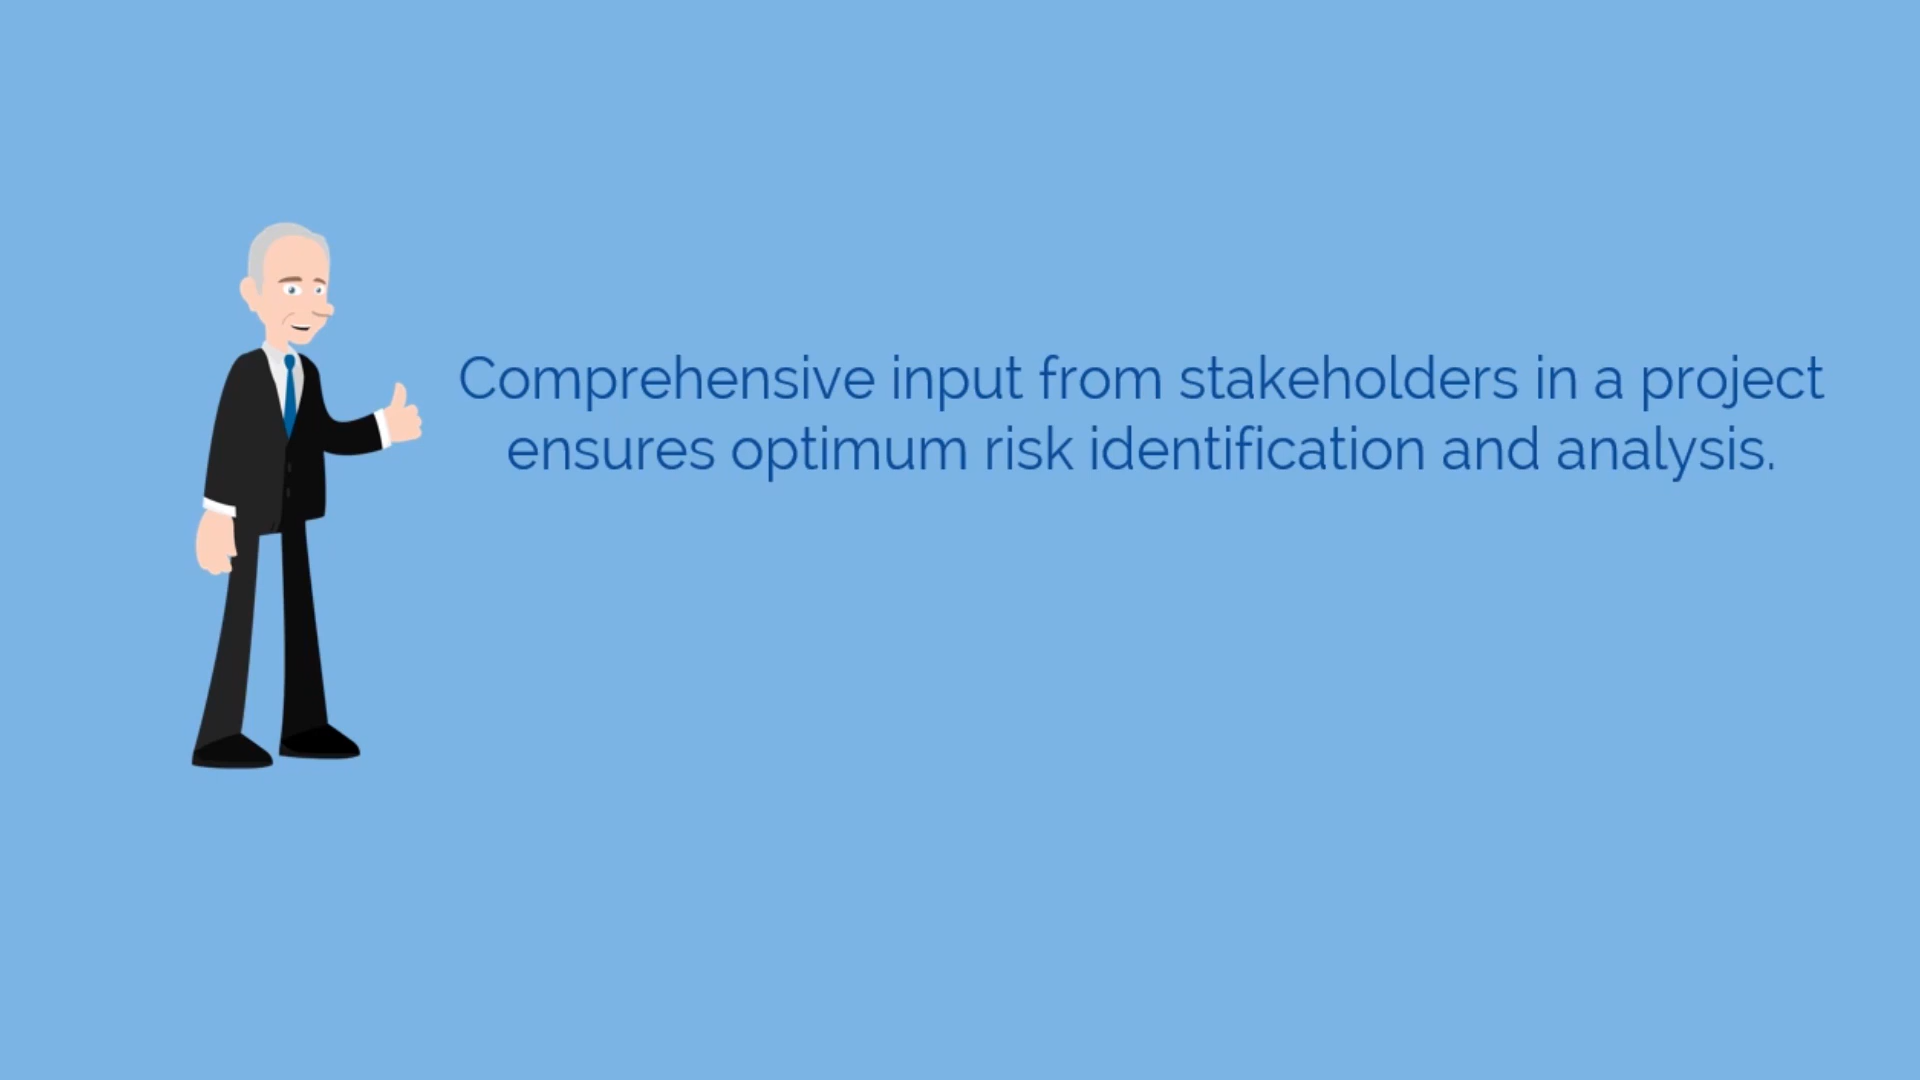 Comprehensive input from stakeholders in a project
ensures optimum risk identification and analysis.